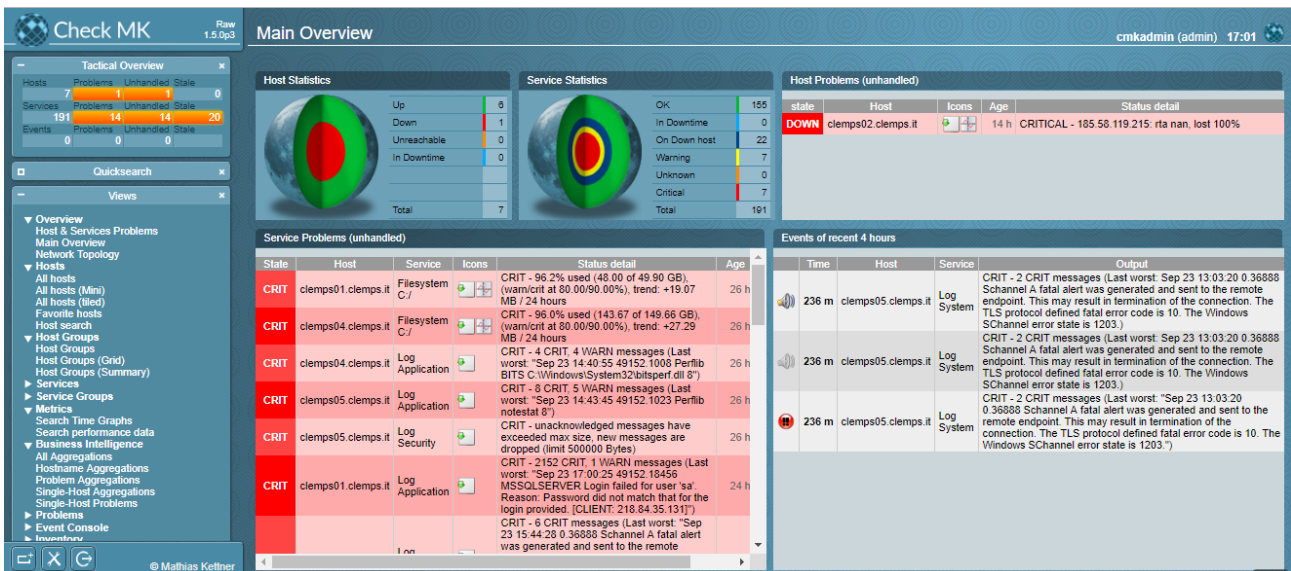 Check MK
Raw
1.5.0p3
Main Overview
cmkadmin (admin) 17:01
Tactical Overview
Hosts Problems Unhandled Stale
7 1 1 0
Services Problems Unhandled Stale
191 14 14 20
Events Problems Unhandled Stale
0 0 0
Quicksearch
Views
Overview
Host & Services Problems
Main Overview
Network Topology
Hosts
All hosts
All hosts (Mini)
All hosts (tiled)
Favorite hosts
Host search
Host Groups
Host Groups
Host Groups (Grid)
Host Groups (Summary)
Services
Service Groups
Metrics
Search Time Graphs
Search performance data
Business Intelligence
All Aggregations
Hostname Aggregations
Problem Aggregations
Single-Host Aggregations
Single-Host Problems
Problems
Event Console
Inventory
© Mathias Kettner
Host Statistics
Up 6
Down 1
Unreachable 0
In Downtime 0
Total 7
Service Statistics
OK 155
In Downtime 0
On Down host 22
Warning 7
Unknown 0
Critical 7
Total 191
Host Problems (unhandled)
state Host Icons Age Status detail
DOWN clemps02.clemps.it 14 h CRITICAL - 185.58.119.215: rta nan, lost 100%
Service Problems (unhandled)
State Host Service Icons Status detail Age
CRIT clemps01.clemps.it Filesystem C:/ CRIT - 96.2% used (48.00 of 49.90 GB), 26 h
(warn/crit at 80.00/90.00%), trend: +19.07
MB / 24 hours
CRIT clemps04.clemps.it Filesystem C:/ CRIT - 96.0% used (143.67 of 149.66 GB), 26 h
(warn/crit at 80.00/90.00%), trend: +27.29
MB / 24 hours
CRIT clemps04.clemps.it Log Application CRIT - 4 CRIT, 4 WARN messages (Last 26 h
worst: "Sep 23 14:40:55 49152.1008 Perflib
BITS C:\Windows\System32\bitsperf.dll 8")
CRIT clemps05.clemps.it Log Application CRIT - 8 CRIT, 5 WARN messages (Last 26 h
worst: "Sep 23 14:43:45 49152.1023 Perflib
notestat 8")
CRIT clemps05.clemps.it Log Security CRIT - unacknowledged messages have 26 h
exceeded max size, new messages are
dropped (limit 500000 Bytes)
CRIT clemps01.clemps.it Log Application CRIT - 2152 CRIT, 1 WARN messages (Last 24 h
worst: "Sep 23 17:00:25 49152.18456
MSSQLSERVER Login failed for user 'sa'.
Reason: Password did not match that for the
login provided. [CLIENT: 218.84.35.131]")
CRIT - 6 CRIT messages (Last worst: "Sep
23 15:44:28 0.36888 Schannel A fatal alert
was generated and sent to the remote
Log
Events of recent 4 hours
Time Host Service Output
236 m clemps05.clemps.it Log System CRIT - 2 CRIT messages (Last worst: Sep 23 13:03:20 0.36888
Schannel A fatal alert was generated and sent to the remote
endpoint. This may result in termination of the connection. The
TLS protocol defined fatal error code is 10. The Windows
SChannel error state is 1203.)
236 m clemps05.clemps.it Log System CRIT - 2 CRIT messages (Last worst: Sep 23 13:03:20 0.36888
Schannel A fatal alert was generated and sent to the remote
endpoint. This may result in termination of the connection. The
TLS protocol defined fatal error code is 10. The Windows
SChannel error state is 1203.)
236 m clemps05.clemps.it Log System CRIT - 2 CRIT messages (Last worst: "Sep 23 13:03:20
0.36888 Schannel A fatal alert was generated and sent to the
remote endpoint. This may result in termination of the
connection. The TLS protocol defined fatal error code is 10. The
Windows SChannel error state is 1203.")